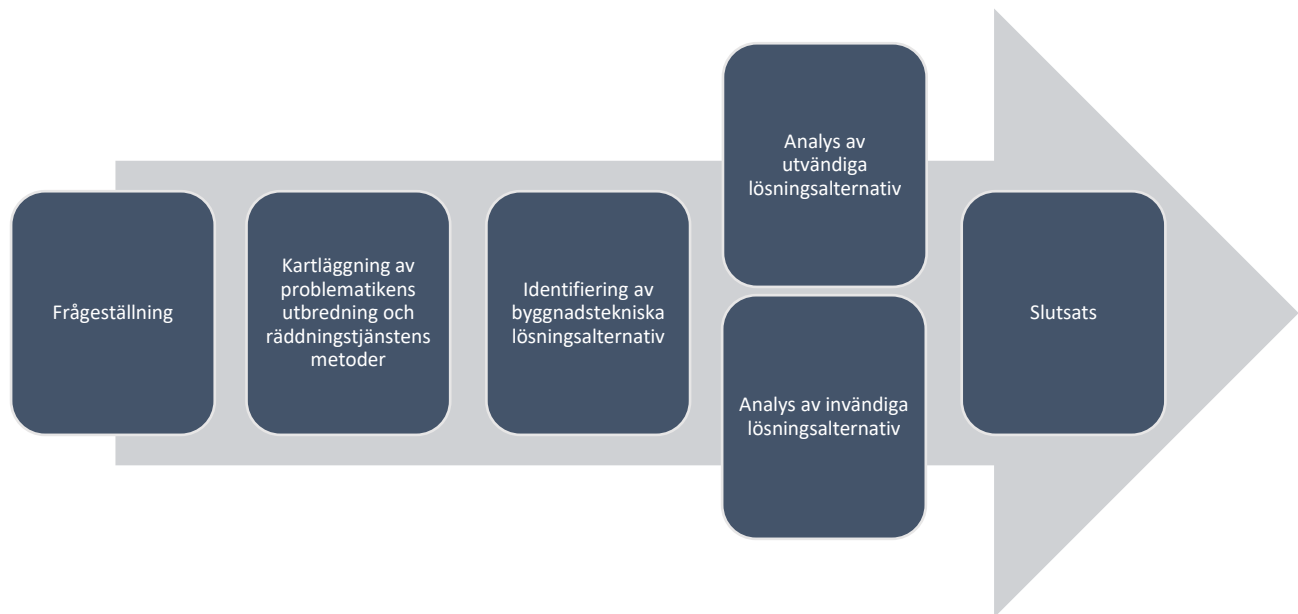 Frågeställning
Kartläggning av
problematikens
utbredning och
räddningstjänstens
metoder
Identifiering av
byggnadstekniska
lösningsalternativ
Analys av
utvändiga
lösningsalternativ
Analys av invändiga
lösningsalternativ
Slutsats